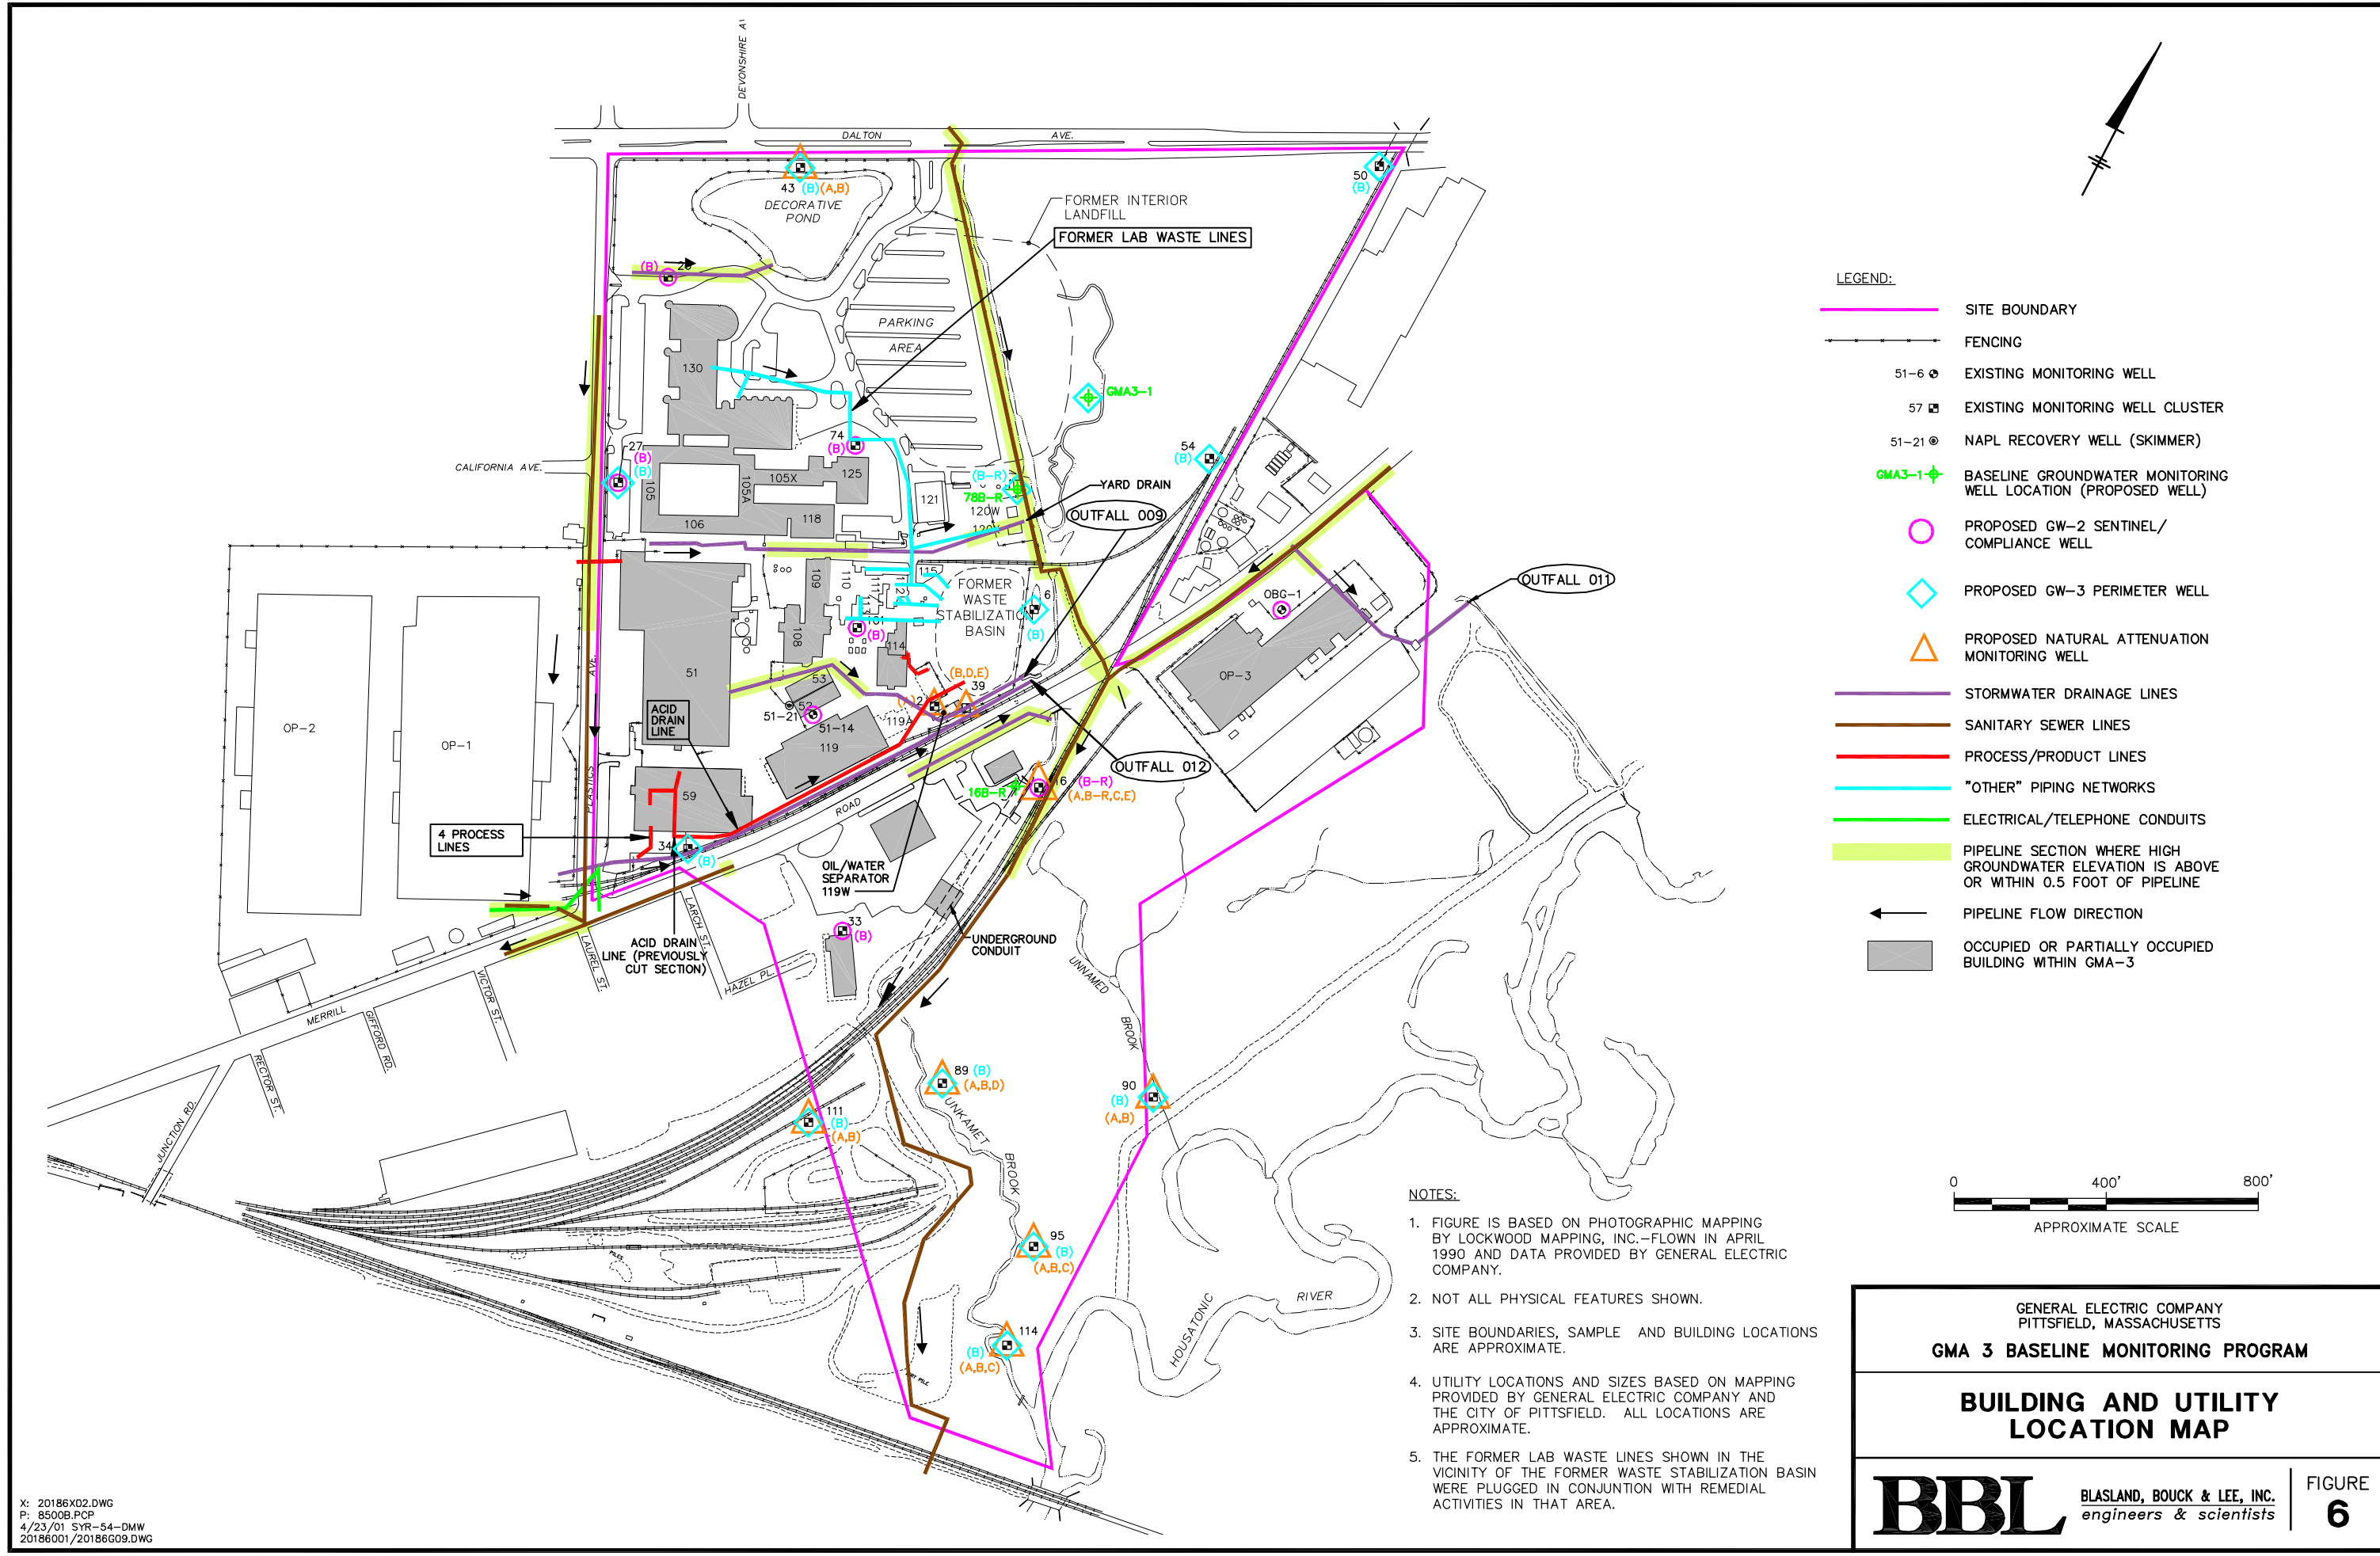 DEVONSHIRE A
DALTON
AVE.
43 (B)(A,B)
DECORATIVE
POND
50
(B)
FORMER INTERIOR
LANDFILL
FORMER LAB WASTE LINES
(B)
PARKING
AREA
130
GMA3-1
CALIFORNIA AVE.
27
(B)
(B)
74
(B)
54
(B)
105
105A
105X
125
106
118
121
(B-R)
78B-R
120W
YARD DRAIN
OUTFALL 009
109
110
115
108
114
101
(B)
FORMER
WASTE
STABILIZATION
BASIN
6
(B)
OBG-1
OUTFALL 011
OP-3
51
53
52
51-21
51-14
119
119A
(B,D,E)
39
2
ACID
DRAIN
LINE
OP-2
OP-1
PLASTICS
AVE.
59
4 PROCESS
LINES
34
(B)
ROAD
OUTFALL 012
16B-R
16
(B-R)
(A,B-R,C,E)
OIL/WATER
SEPARATOR
119W
33
(B)
UNDERGROUND
CONDUIT
ACID DRAIN
LINE (PREVIOUSLY
CUT SECTION)
LARCH ST.
HAZEL PL.
LAUREL ST.
VICTOR ST.
GIFFORD RD.
MERRILL
RECTOR ST.
JUNCTION RD.
UNNAMED
BROOK
89 (B)
(A,B,D)
90
(B)
(A,B)
111
(B)
(A,B)
UNKAMET
BROOK
95
(B)
(A,B,C)
114
(B)
(A,B,C)
HOUSATONIC
RIVER
LEGEND:
SITE BOUNDARY
FENCING
51-6 EXISTING MONITORING WELL
57 EXISTING MONITORING WELL CLUSTER
51-21 NAPL RECOVERY WELL (SKIMMER)
GMA3-1 BASELINE GROUNDWATER MONITORING
WELL LOCATION (PROPOSED WELL)
PROPOSED GW-2 SENTINEL/
COMPLIANCE WELL
PROPOSED GW-3 PERIMETER WELL
PROPOSED NATURAL ATTENUATION
MONITORING WELL
STORMWATER DRAINAGE LINES
SANITARY SEWER LINES
PROCESS/PRODUCT LINES
"OTHER" PIPING NETWORKS
ELECTRICAL/TELEPHONE CONDUITS
PIPELINE SECTION WHERE HIGH
GROUNDWATER ELEVATION IS ABOVE
OR WITHIN 0.5 FOOT OF PIPELINE
PIPELINE FLOW DIRECTION
OCCUPIED OR PARTIALLY OCCUPIED
BUILDING WITHIN GMA-3
0 400' 800'
APPROXIMATE SCALE
NOTES:
1. FIGURE IS BASED ON PHOTOGRAPHIC MAPPING
BY LOCKWOOD MAPPING, INC.-FLOWN IN APRIL
1990 AND DATA PROVIDED BY GENERAL ELECTRIC
COMPANY.
2. NOT ALL PHYSICAL FEATURES SHOWN.
3. SITE BOUNDARIES, SAMPLE AND BUILDING LOCATIONS
ARE APPROXIMATE.
4. UTILITY LOCATIONS AND SIZES BASED ON MAPPING
PROVIDED BY GENERAL ELECTRIC COMPANY AND
THE CITY OF PITTSFIELD. ALL LOCATIONS ARE
APPROXIMATE.
5. THE FORMER LAB WASTE LINES SHOWN IN THE
VICINITY OF THE FORMER WASTE STABILIZATION BASIN
WERE PLUGGED IN CONJUNTION WITH REMEDIAL
ACTIVITIES IN THAT AREA.
GENERAL ELECTRIC COMPANY
PITTSFIELD, MASSACHUSETTS
GMA 3 BASELINE MONITORING PROGRAM
BUILDING AND UTILITY
LOCATION MAP
BBL
BLASLAND, BOUCK & LEE, INC.
engineers & scientists
FIGURE
6
X: 20186X02.DWG
P: 8500B.PCP
4/23/01 SYR-54-DMW
20186001/20186G09.DWG